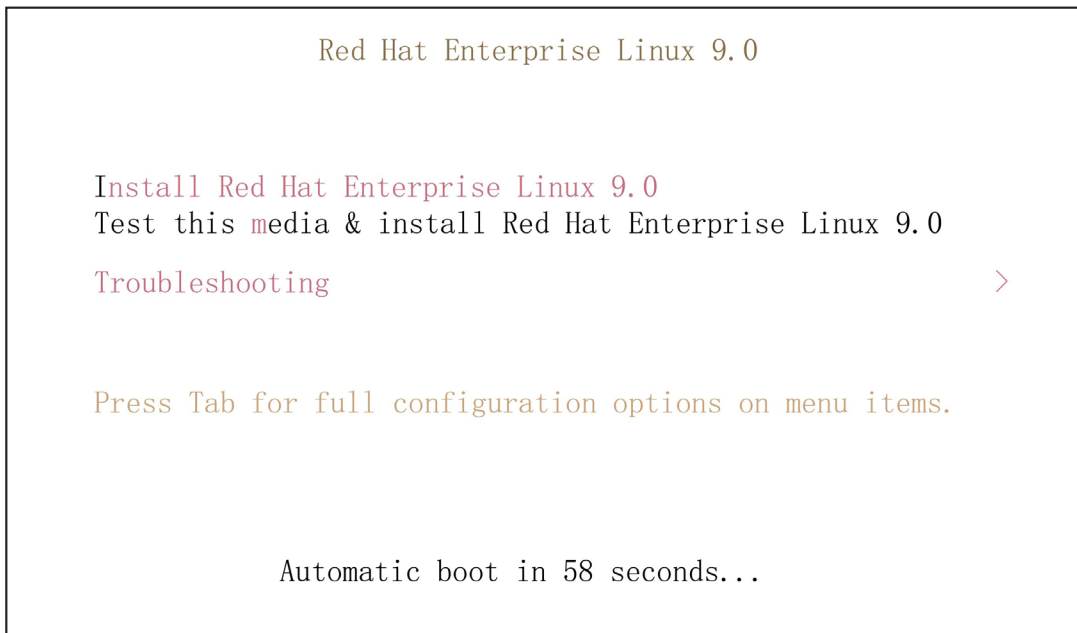 Red Hat Enterprise Linux 9.0
Install Red Hat Enterprise Linux 9.0
Test this media & install Red Hat Enterprise Linux 9.0
Troubleshooting >
Press Tab for full configuration options on menu items.
Automatic boot in 58 seconds...